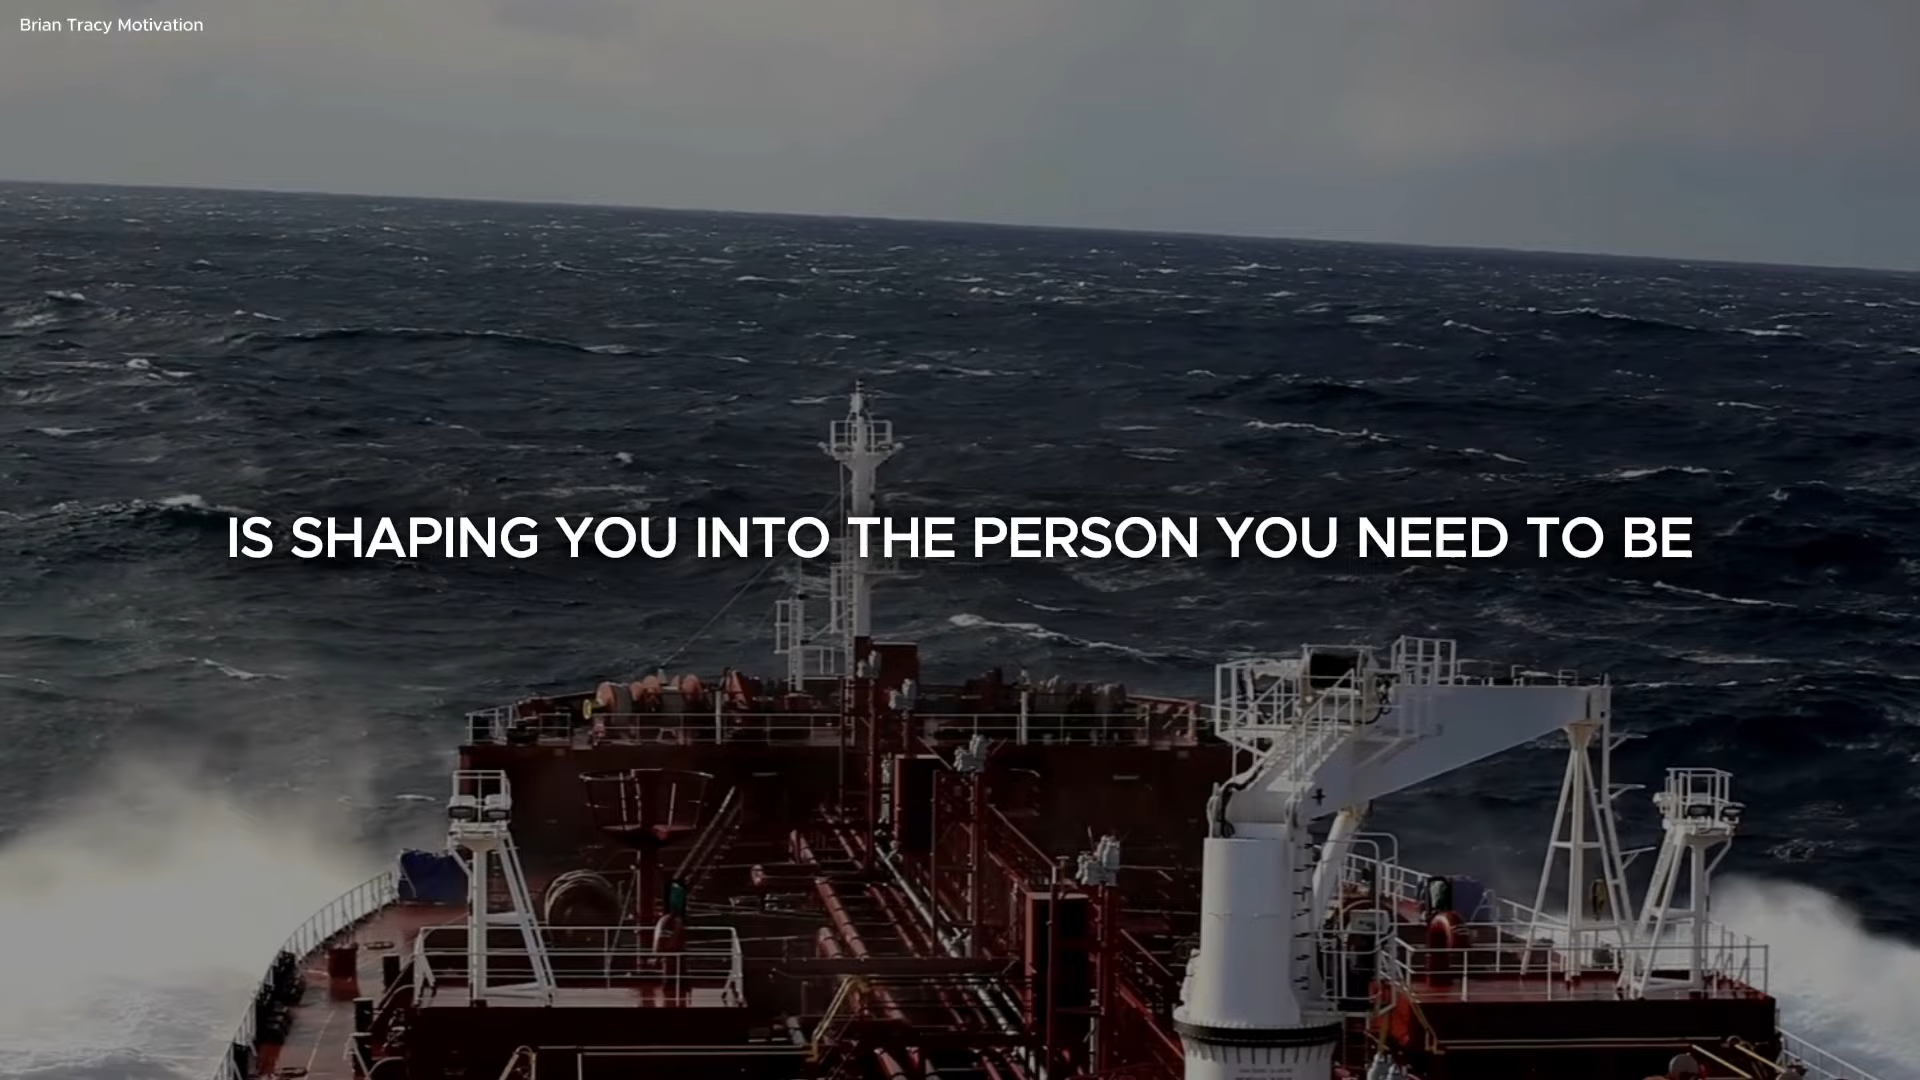 Brian Tracy Motivation
IS SHAPING YOU INTO THE PERSON YOU NEED TO BE